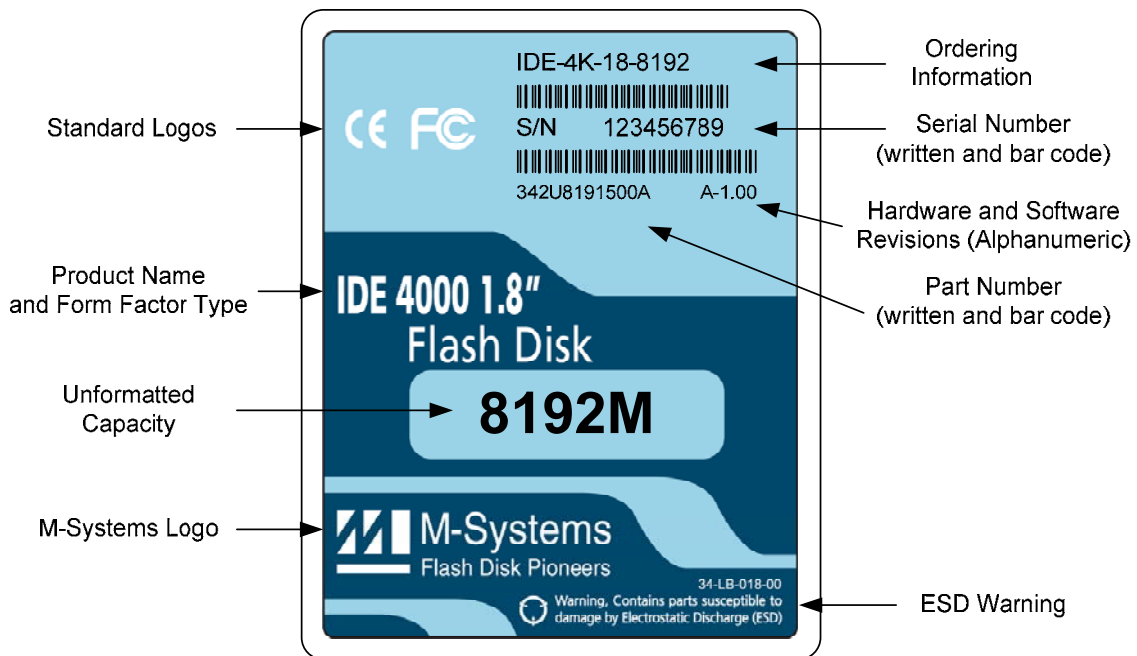 IDE-4K-18-8192
Ordering
Information
Standard Logos
CE FC
S/N 123456789
Serial Number
(written and bar code)
342U8191500A A-1.00
Hardware and Software
Revisions (Alphanumeric)
Product Name
and Form Factor Type
IDE 4000 1.8"
Flash Disk
Part Number
(written and bar code)
Unformatted
Capacity
8192M
M-Systems Logo
M-Systems
Flash Disk Pioneers
34-LB-018-00
Warning, Contains parts susceptible to
damage by Electrostatic Discharge (ESD)
ESD Warning